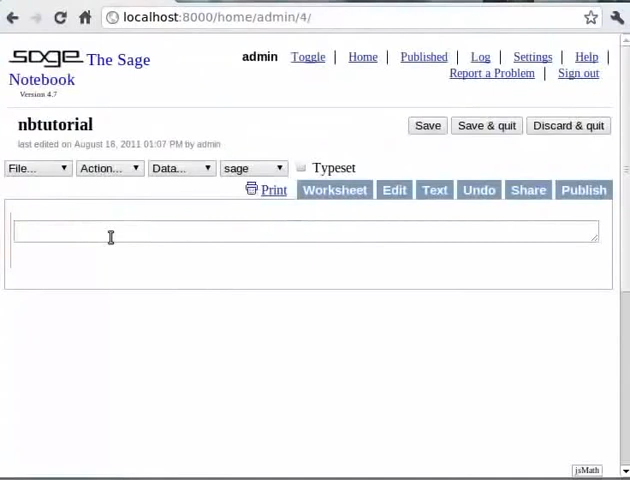 localhost:8000/home/admin/4/
sage The Sage Notebook
Version 4.7
admin Toggle | Home | Published | Log | Settings | Help |
Report a Problem | Sign out
nbtutorial
last edited on August 16, 2011 01:07 PM by admin
Save Save & quit Discard & quit
File... Action... Data... sage Typeset
Print Worksheet Edit Text Undo Share Publish
jsMath